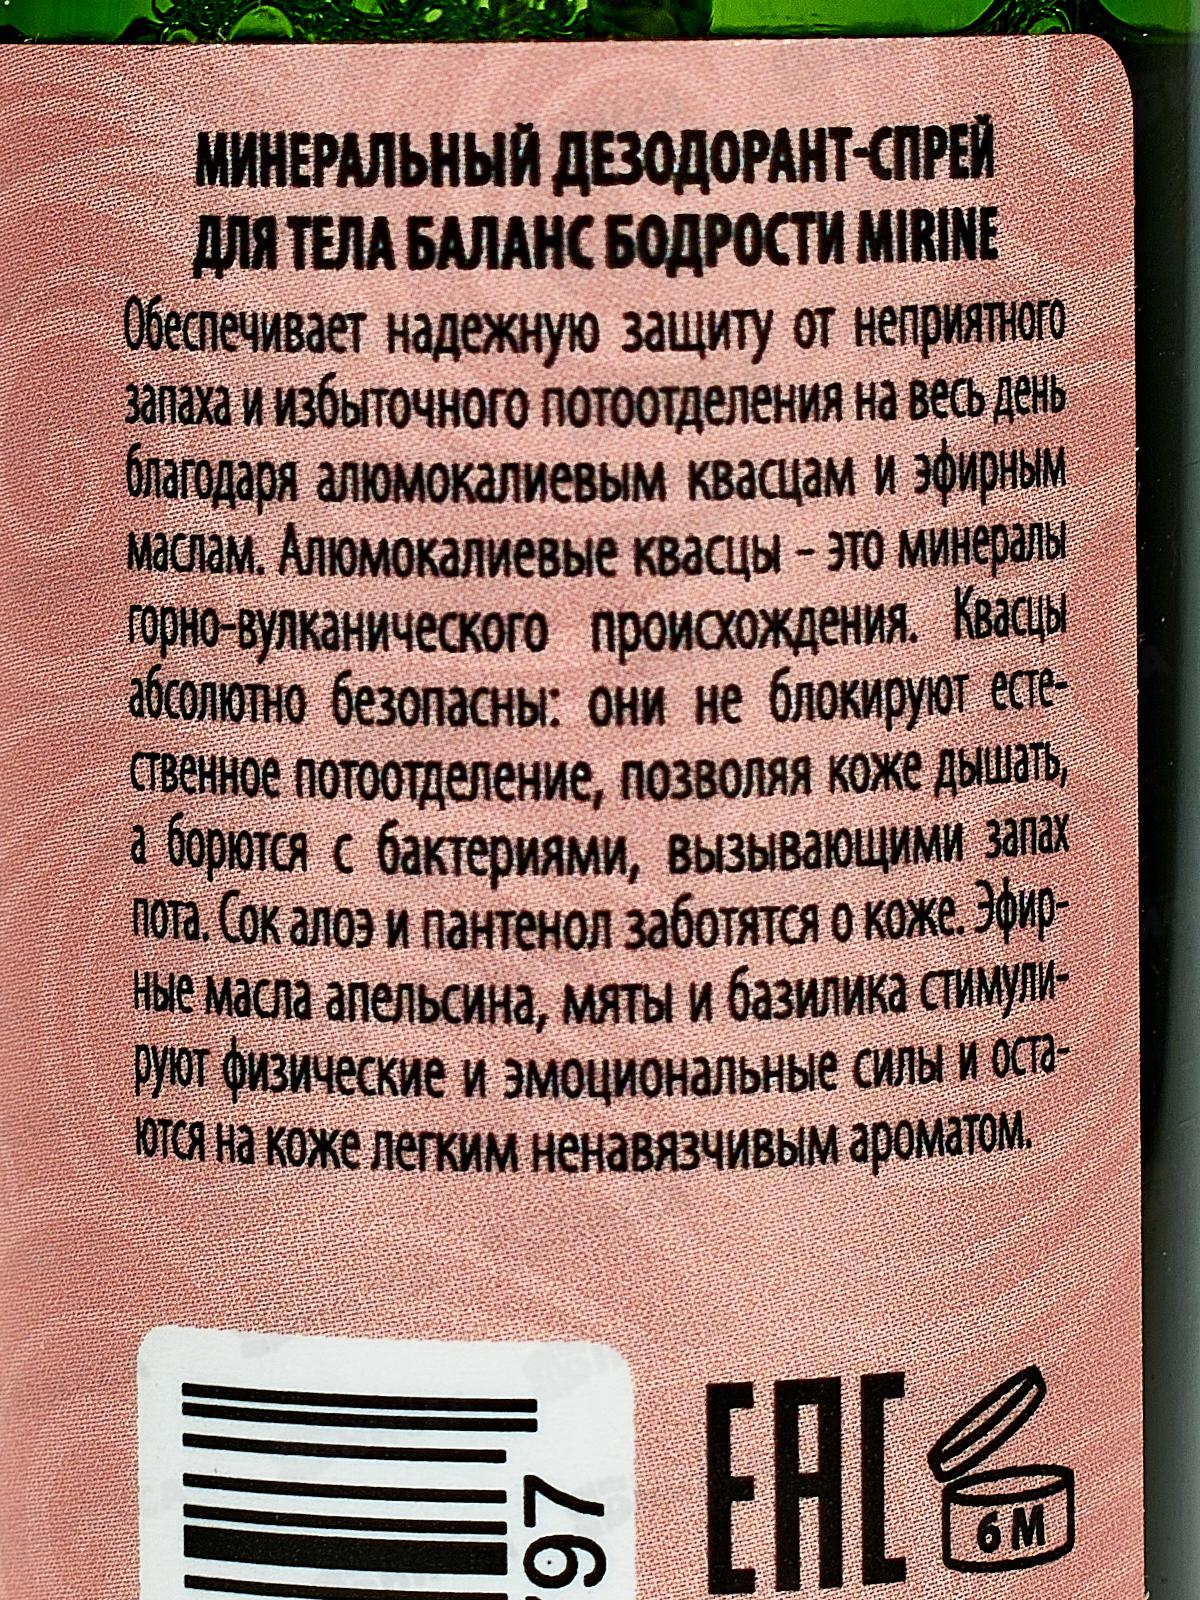 МИНЕРАЛЬНЫЙ ДЕЗОДОРАНТ-СПРЕЙ
ДЛЯ ТЕЛА БАЛАНС БОДРОСТИ MIRINE
Обеспечивает надежную защиту от неприятного
запаха и избыточного потоотделения на весь день
благодаря алюмокалиевым квасцам и эфирным
маслам. Алюмокалиевые квасцы – это минералы
горно-вулканического происхождения. Квасцы
абсолютно безопасны: они не блокируют есте-
ственное потоотделение, позволяя коже дышать,
а борются с бактериями, вызывающими запах
пота. Сок алоэ и пантенол заботятся о коже. Эфир-
ные масла апельсина, мяты и базилика стимули-
руют физические и эмоциональные силы и оста-
ются на коже легким ненавязчивым ароматом.
97
EAC
6 M